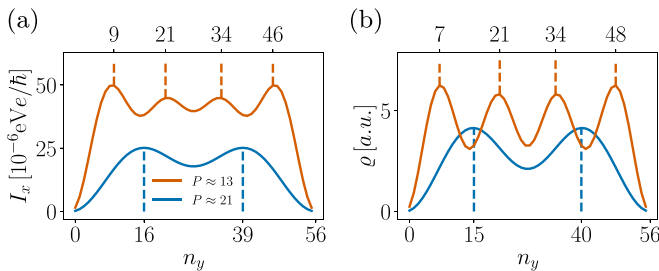 (a)
9 21 34 46
I_x [10^{-6} eVe/ħ]
50
25
0
P ≈ 13
P ≈ 21
0 16 39 56
n_y
(b)
7 21 34 48
ϱ [a.u.]
5
0
0 15 40 56
n_y